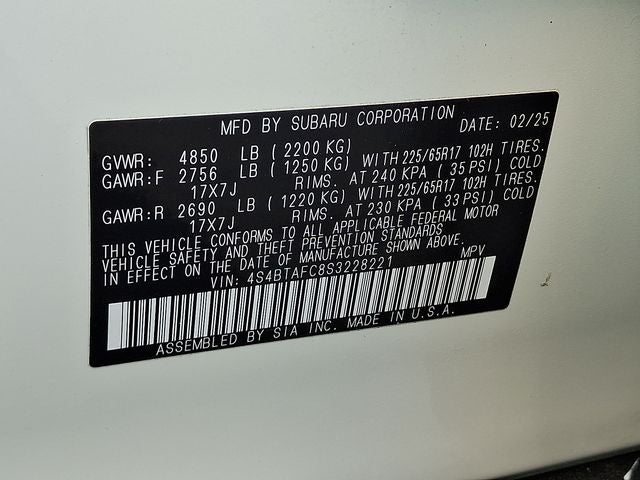 MFD BY SUBARU CORPORATION DATE: 02/25
GVWR: 4850 LB ( 2200 KG)
GAWR:F 2756 LB ( 1250 KG) WITH 225/65R17 102H TIRES.
17X7J RIMS. AT 240 KPA ( 35 PSI) COLD
GAWR:R 2690 LB ( 1220 KG) WITH 225/65R17 102H TIRES.
17X7J RIMS. AT 230 KPA ( 33 PSI) COLD
THIS VEHICLE CONFORMS TO ALL APPLICABLE FEDERAL MOTOR
VEHICLE SAFETY AND THEFT PREVENTION STANDARDS
IN EFFECT ON THE DATE OF MANUFACTURE SHOWN ABOVE.
VIN: 4S4BTAFC8S3228221 MPV
ASSEMBLED BY SIA INC. MADE IN U.S.A.